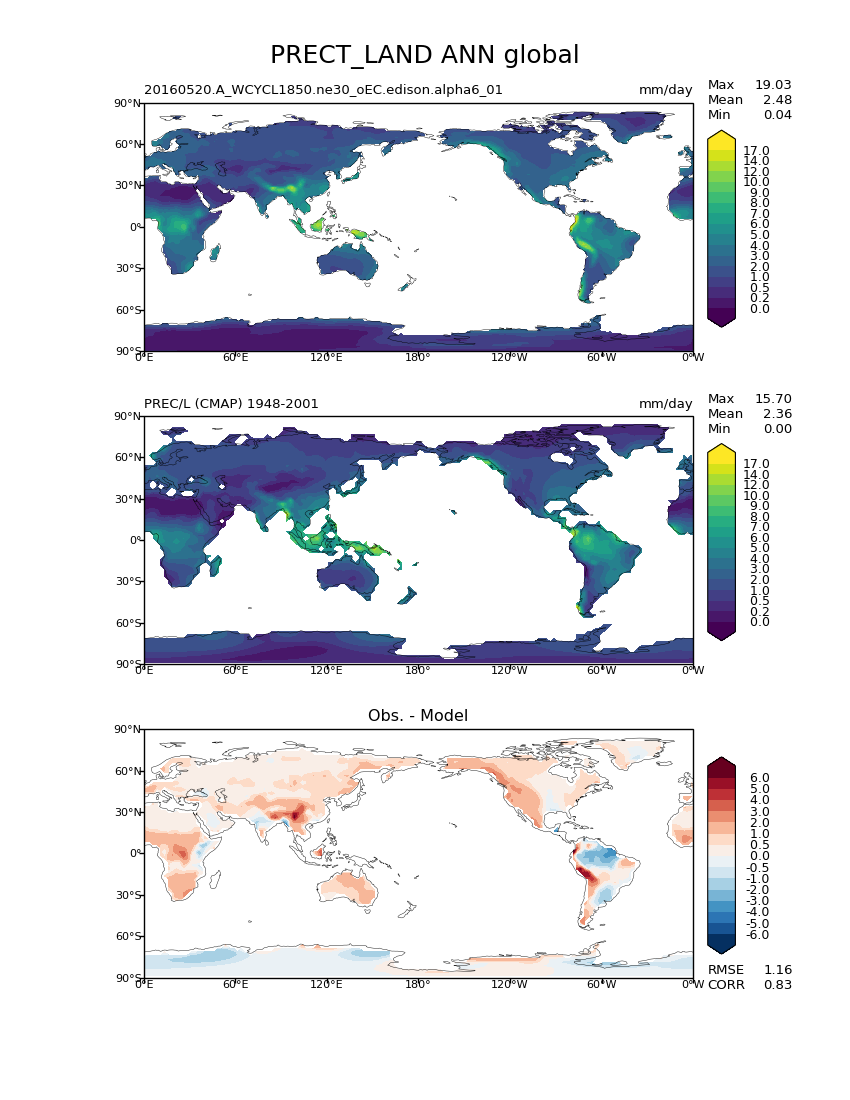 PRECT_LAND ANN global
20160520.A_WCYCL1850.ne30_oEC.edison.alpha6_01 mm/day
Max 19.03
Mean 2.48
Min 0.04
90°N
60°N
30°N
0°
30°S
60°S
90°S
0°E 60°E 120°E 180° 120°W 60°W 0°W
17.0
14.0
12.0
10.0
9.0
8.0
7.0
6.0
5.0
4.0
3.0
2.0
1.0
0.5
0.2
0.0
PREC/L (CMAP) 1948-2001 mm/day
Max 15.70
Mean 2.36
Min 0.00
90°N
60°N
30°N
0°
30°S
60°S
90°S
0°E 60°E 120°E 180° 120°W 60°W 0°W
17.0
14.0
12.0
10.0
9.0
8.0
7.0
6.0
5.0
4.0
3.0
2.0
1.0
0.5
0.2
0.0
Obs. - Model
90°N
60°N
30°N
0°
30°S
60°S
90°S
0°E 60°E 120°E 180° 120°W 60°W 0°W
6.0
5.0
4.0
3.0
2.0
1.0
0.5
0.0
-0.5
-1.0
-2.0
-3.0
-4.0
-5.0
-6.0
RMSE 1.16
CORR 0.83